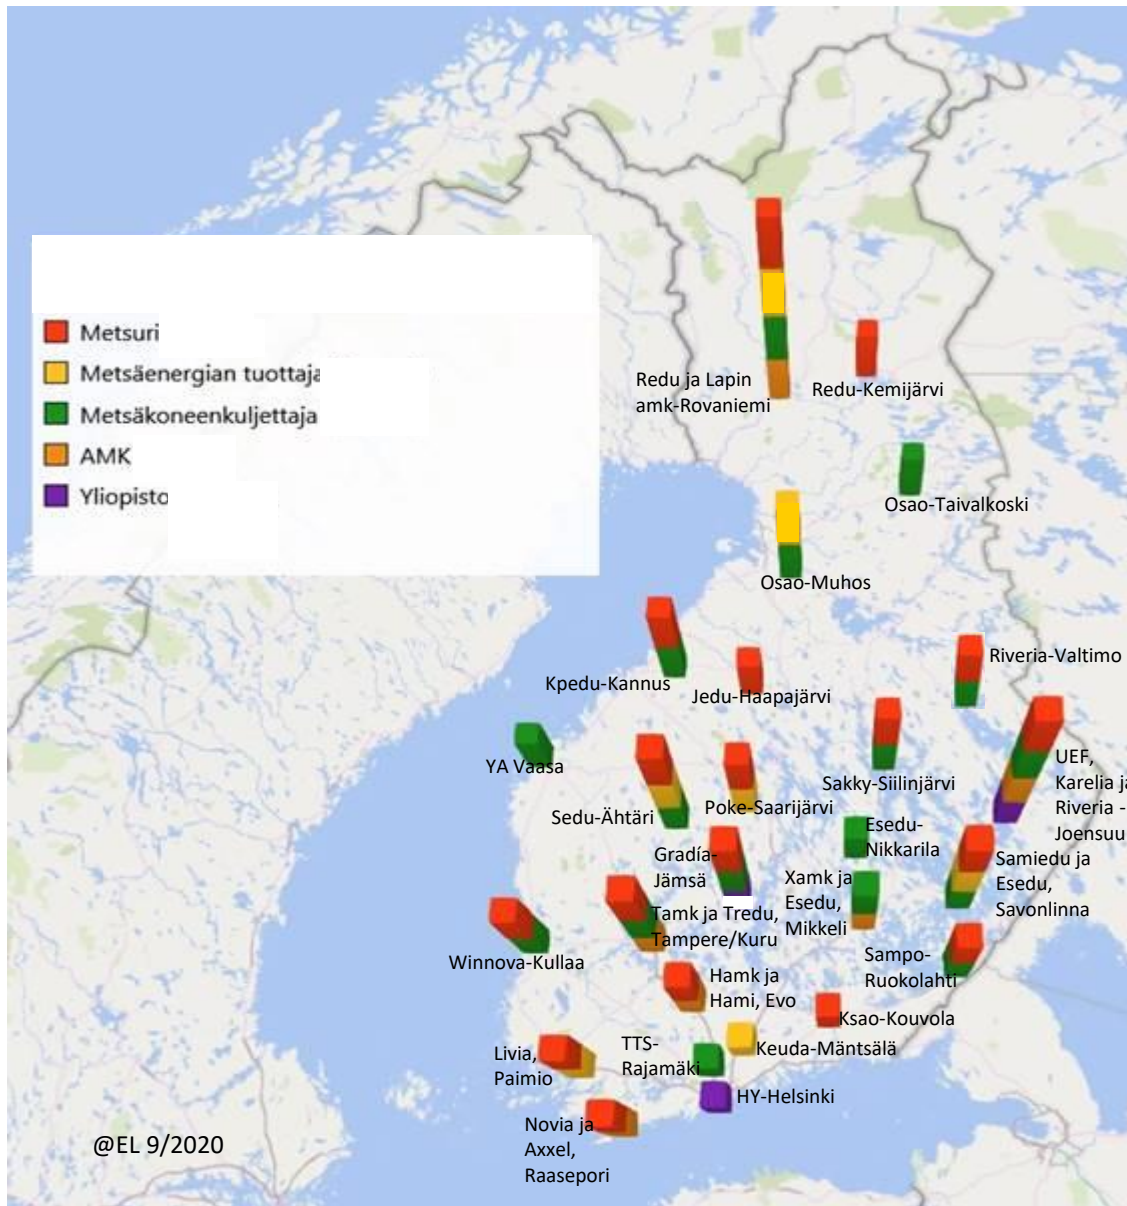 Metsuri
Metsäenergian tuottaja
Metsäkoneenkuljettaja
AMK
Yliopisto
Redu ja Lapin
amk-Rovaniemi
Redu-Kemijärvi
Osao-Taivalkoski
Osao-Muhos
Kpedu-Kannus
Jedu-Haapajärvi
Riveria-Valtimo
YA Vaasa
Sedu-Ähtäri
Poke-Saarijärvi
Sakky-Siilinjärvi
UEF,
Karelia ja
Riveria -
Joensuu
Gradía-
Jämsä
Esedu-
Nikkarila
Xamk ja
Esedu,
Mikkeli
Samiedu ja
Esedu,
Savonlinna
Tamk ja Tredu,
Tampere/Kuru
Winnova-Kullaa
Sampo-
Ruokolahti
Hamk ja
Hami, Evo
Ksao-Kouvola
Keuda-Mäntsälä
TTS-
Rajamäki
Livia,
Paimio
HY-Helsinki
Novia ja
Axxel,
Raasepori
@EL 9/2020